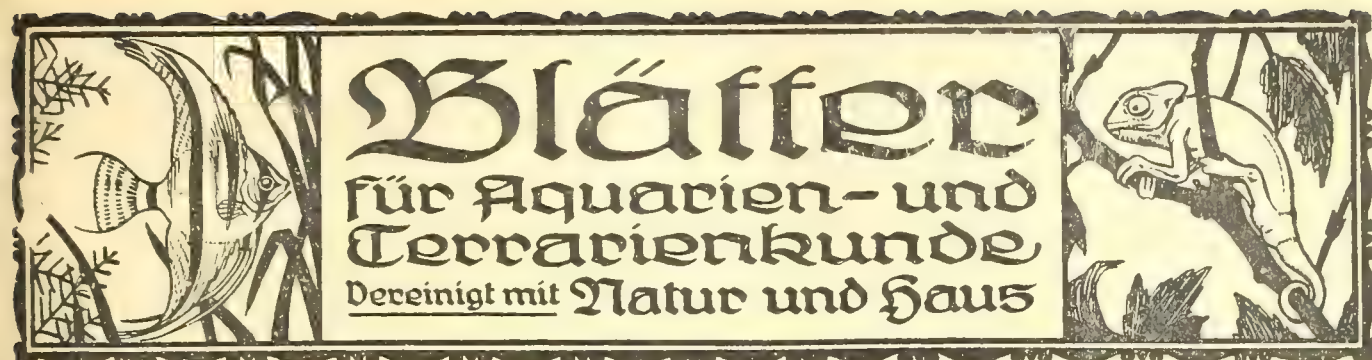 Blätter
für Aquarien- und
Terrarienkunde
Vereinigt mit Natur und Haus